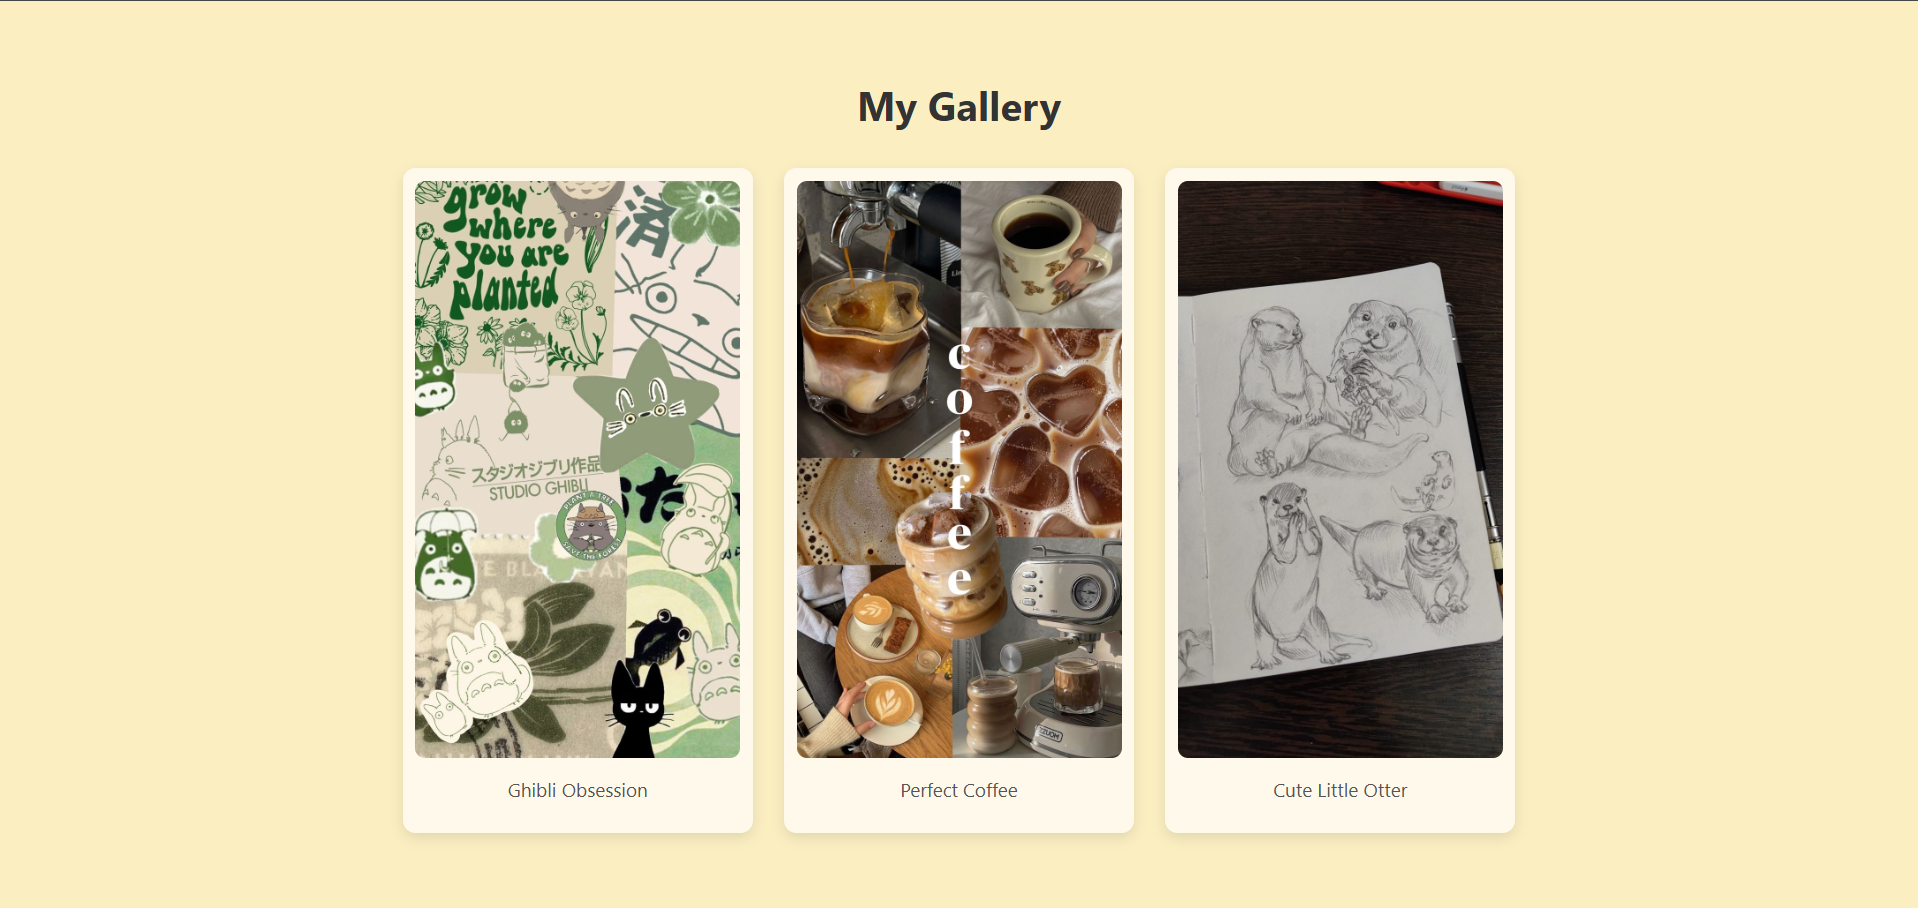 My Gallery
grow
where
you are
planted
済
スタジオジブリ作品
STUDIO GHIBLI
PLANT A TREE
SAVE THE FOREST
coffee
Ghibli Obsession
Perfect Coffee
Cute Little Otter